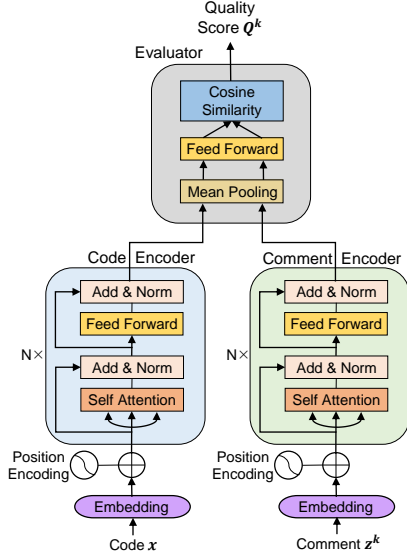 Quality
Score Q^k
Evaluator
Cosine
Similarity
Feed Forward
Mean Pooling
Code Encoder
Add & Norm
Feed Forward
N×
Add & Norm
Self Attention
Position
Encoding
Embedding
Code x
Comment Encoder
Add & Norm
Feed Forward
N×
Add & Norm
Self Attention
Position
Encoding
Embedding
Comment z^k